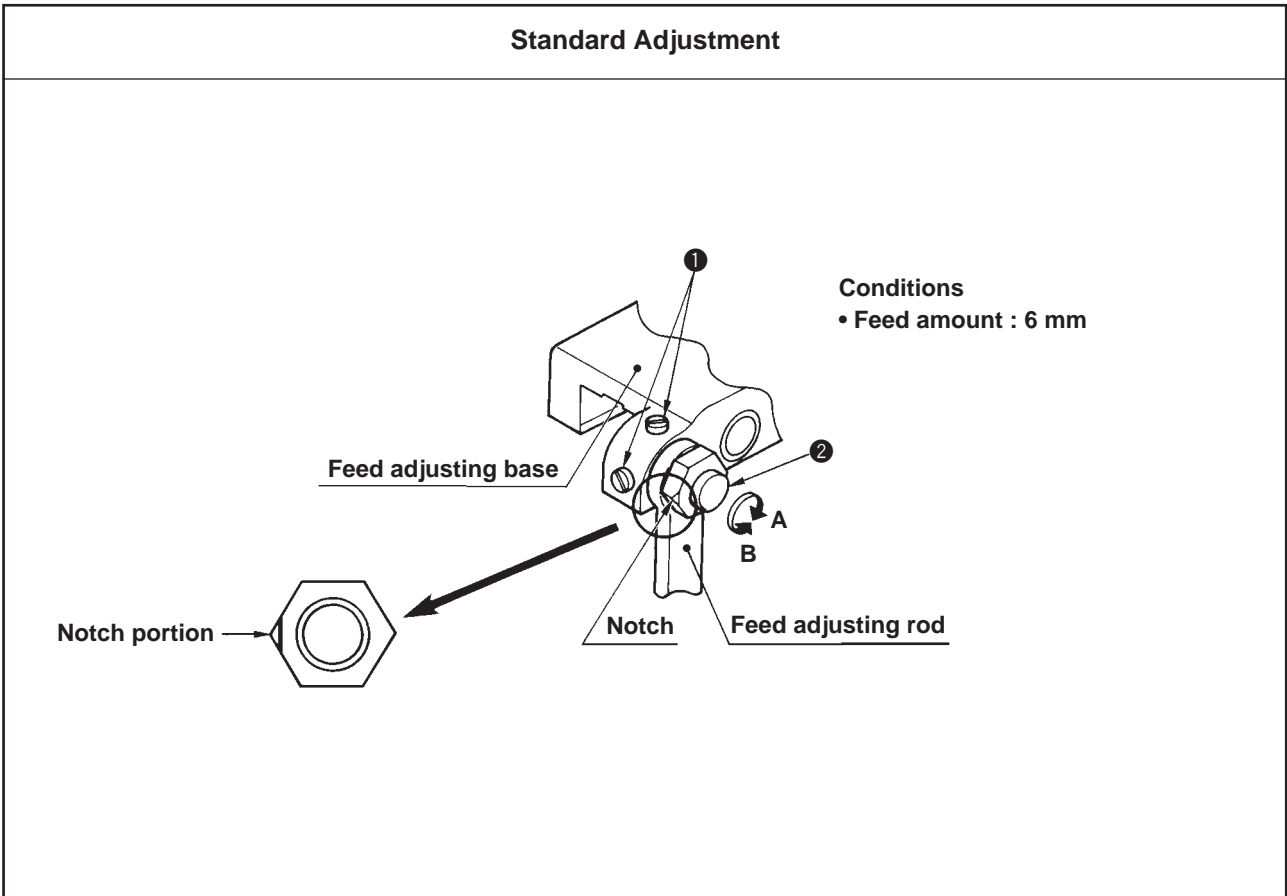 Standard Adjustment
❶
Conditions
• Feed amount : 6 mm
❷
Feed adjusting base
A
B
Notch portion
Notch
Feed adjusting rod